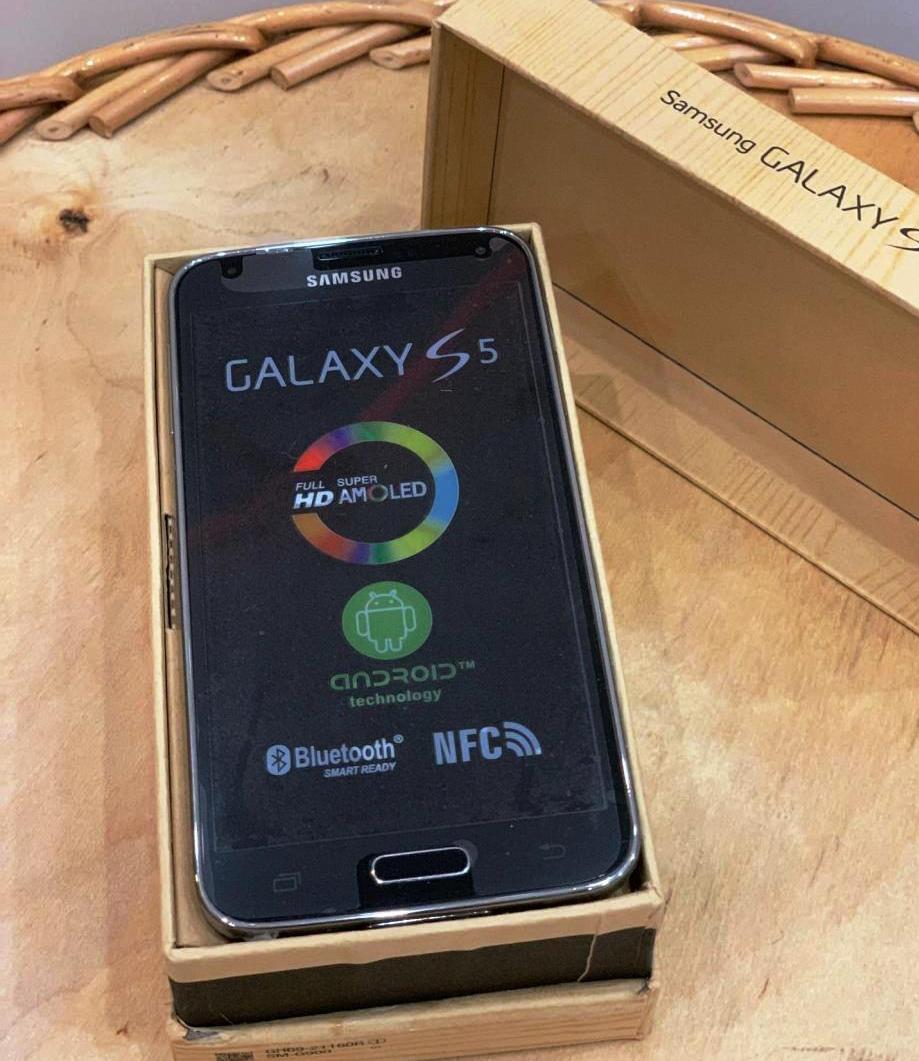 Samsung GALAXY S
SAMSUNG
GALAXY S5
FULL SUPER
HD AMOLED
ANDROID™
technology
Bluetooth®
SMART READY
NFC